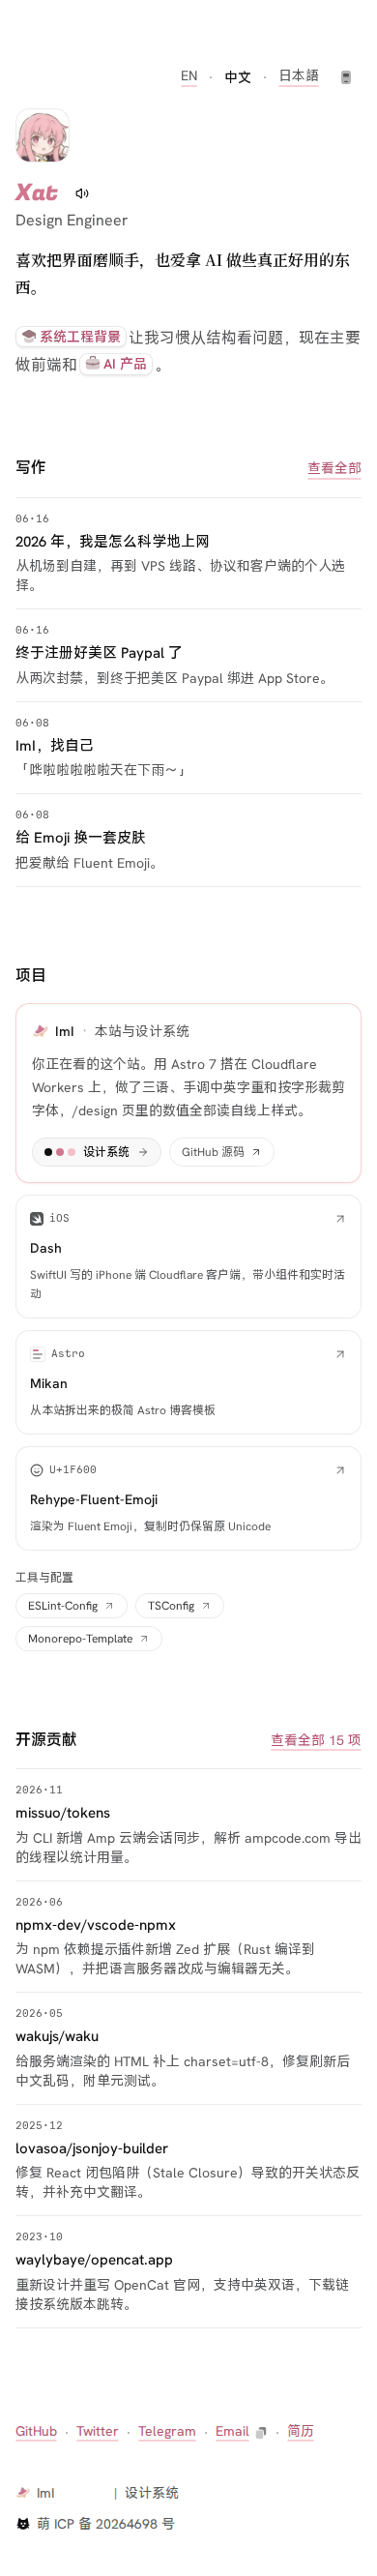 EN · 中文 · 日本語
Xat
Design Engineer
喜欢把界面磨顺手，也爱拿 AI 做些真正好用的东
西。
系统工程背景 让我习惯从结构看问题，现在主要
做前端和 AI 产品 。
写作 查看全部
06·16
2026 年，我是怎么科学地上网
从机场到自建，再到 VPS 线路、协议和客户端的个人选
择。
06·16
终于注册好美区 Paypal 了
从两次封禁，到终于把美区 Paypal 绑进 App Store。
06·08
ImI，找自己
「哗啦啦啦啦啦天在下雨～」
06·08
给 Emoji 换一套皮肤
把爱献给 Fluent Emoji。
项目
ImI · 本站与设计系统
你正在看的这个站。用 Astro 7 搭在 Cloudflare
Workers 上，做了三语、手调中英字重和按字形裁剪
字体，/design 页里的数值全部读自线上样式。
设计系统 → GitHub 源码 ↗
iOS ↗
Dash
SwiftUI 写的 iPhone 端 Cloudflare 客户端，带小组件和实时活
动
Astro ↗
Mikan
从本站拆出来的极简 Astro 博客模板
U+1F600 ↗
Rehype-Fluent-Emoji
渲染为 Fluent Emoji，复制时仍保留原 Unicode
工具与配置
ESLint-Config ↗ TSConfig ↗
Monorepo-Template ↗
开源贡献 查看全部 15 项
2026·11
missuo/tokens
为 CLI 新增 Amp 云端会话同步，解析 ampcode.com 导出
的线程以统计用量。
2026·06
npmx-dev/vscode-npmx
为 npm 依赖提示插件新增 Zed 扩展（Rust 编译到
WASM），并把语言服务器改成与编辑器无关。
2026·05
wakujs/waku
给服务端渲染的 HTML 补上 charset=utf-8，修复刷新后
中文乱码，附单元测试。
2025·12
lovasoa/jsonjoy-builder
修复 React 闭包陷阱（Stale Closure）导致的开关状态反
转，并补充中文翻译。
2023·10
waylybaye/opencat.app
重新设计并重写 OpenCat 官网，支持中英双语，下载链
接按系统版本跳转。
GitHub · Twitter · Telegram · Email · 简历
ImI | 设计系统
萌 ICP 备 20264698 号